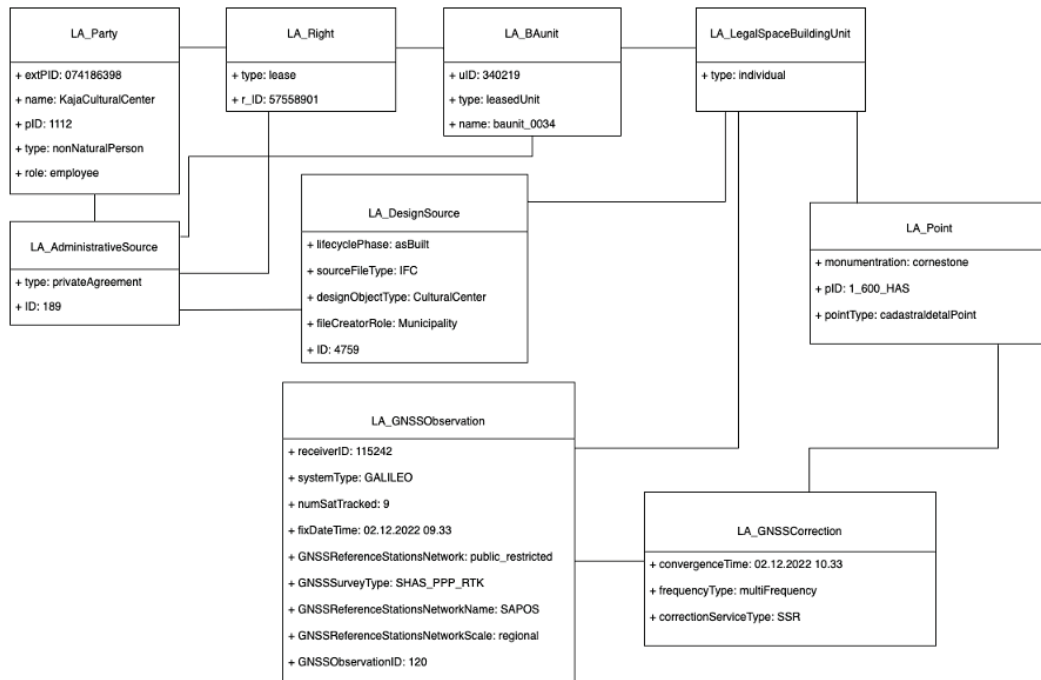 LA_Party
+ extPID: 074186398
+ name: KajaCulturalCenter
+ pID: 1112
+ type: nonNaturalPerson
+ role: employee
LA_Right
+ type: lease
+ r_ID: 57558901
LA_BAunit
+ uID: 340219
+ type: leasedUnit
+ name: baunit_0034
LA_LegalSpaceBuildingUnit
+ type: individual
LA_AdministrativeSource
+ type: privateAgreement
+ ID: 189
LA_DesignSource
+ lifecyclePhase: asBuilt
+ sourceFileType: IFC
+ designObjectType: CulturalCenter
+ fileCreatorRole: Municipality
+ ID: 4759
LA_Point
+ monumentration: cornestone
+ pID: 1_600_HAS
+ pointType: cadastraldetalPoint
LA_GNSSObservation
+ receiverID: 115242
+ systemType: GALILEO
+ numSatTracked: 9
+ fixDateTime: 02.12.2022 09.33
+ GNSSReferenceStationsNetwork: public_restricted
+ GNSSSurveyType: SHAS_PPP_RTK
+ GNSSReferenceStationsNetworkName: SAPOS
+ GNSSReferenceStationsNetworkScale: regional
+ GNSSObservationID: 120
LA_GNSSCorrection
+ convergenceTime: 02.12.2022 10.33
+ frequencyType: multiFrequency
+ correctionServiceType: SSR